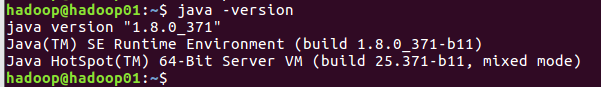 hadoop@hadoop01:~$ java -version
java version "1.8.0_371"
Java(TM) SE Runtime Environment (build 1.8.0_371-b11)
Java HotSpot(TM) 64-Bit Server VM (build 25.371-b11, mixed mode)
hadoop@hadoop01:~$